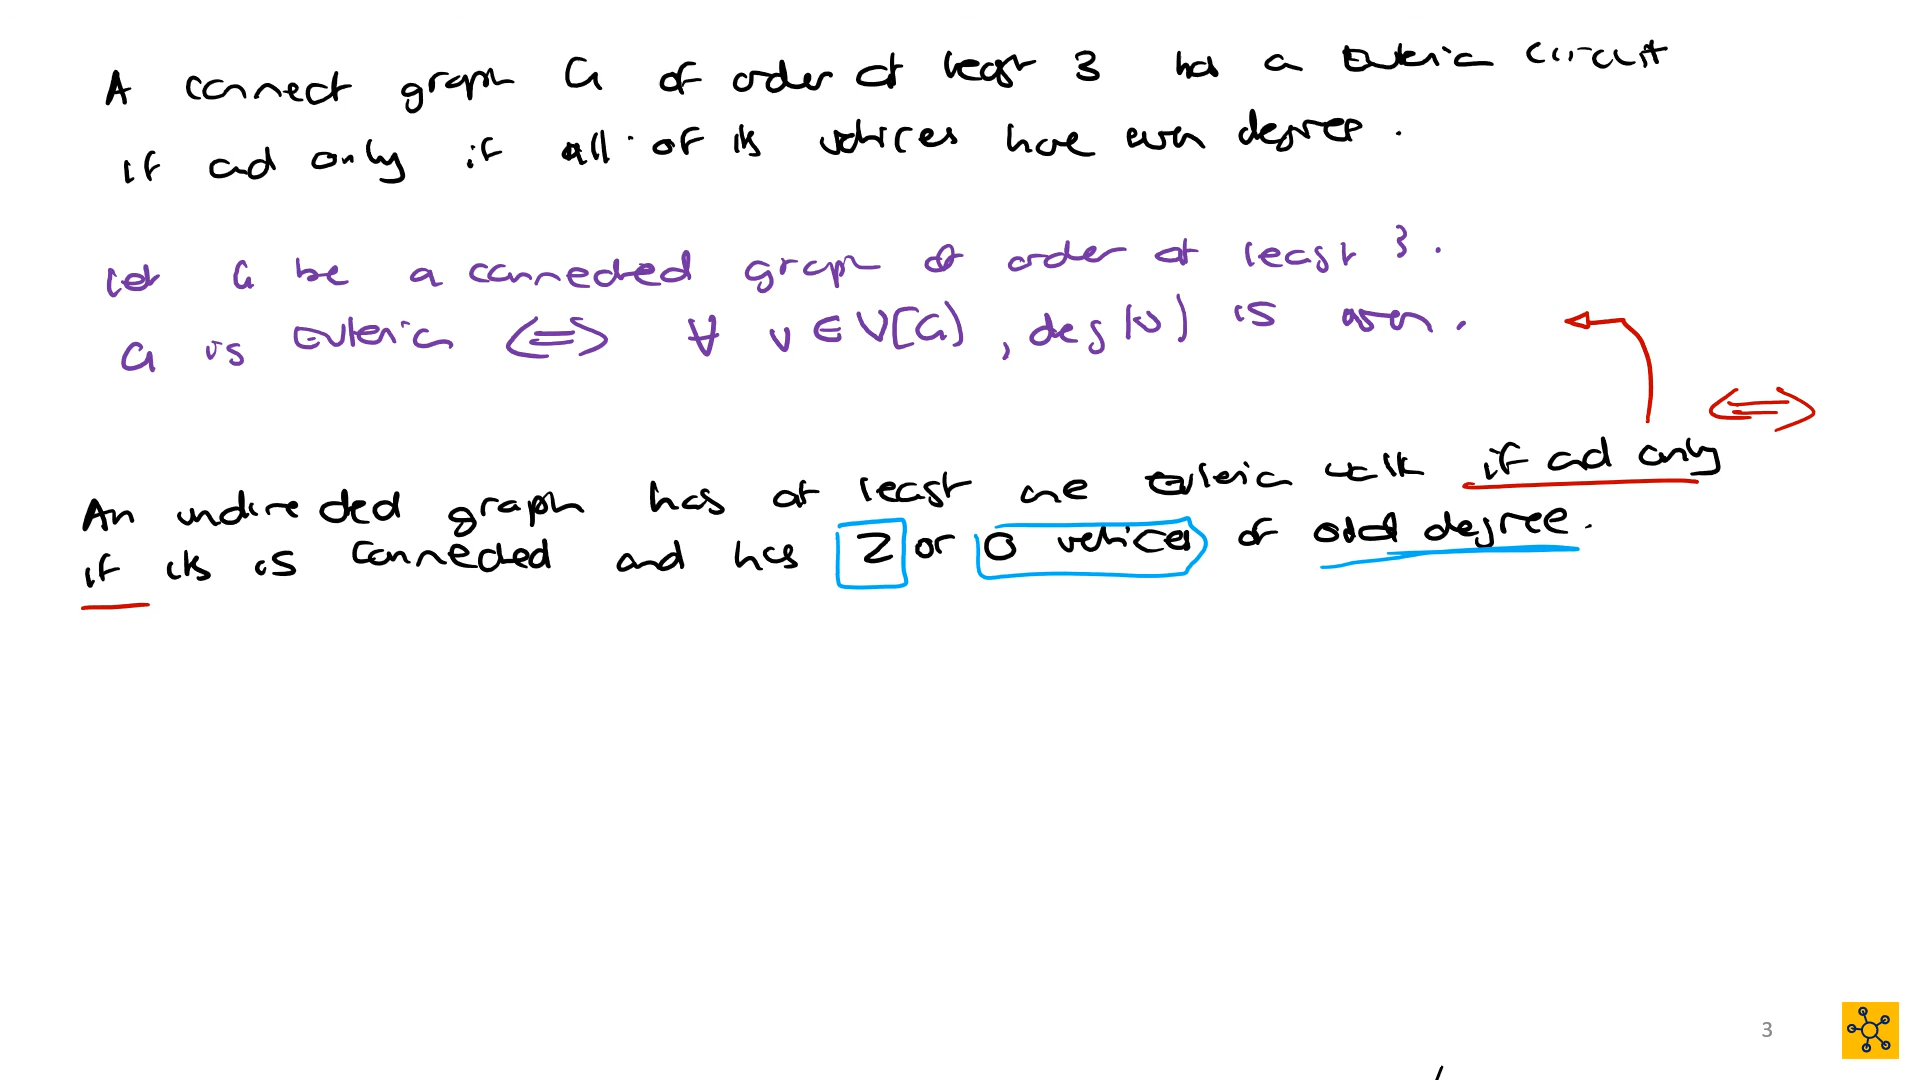 A connect graph G of order at least 3 has a Eulerian circuit
if and only if all of its vertices have even degree.
Let G be a connected graph of order at least 3.
G is Eulerian ⟺ ∀ v ∈ V[G], deg(v) is even.
⟺
An undirected graph has at least one eulerian walk if and only
if its is connected and has 2 or 0 vertices of odd degree.
3